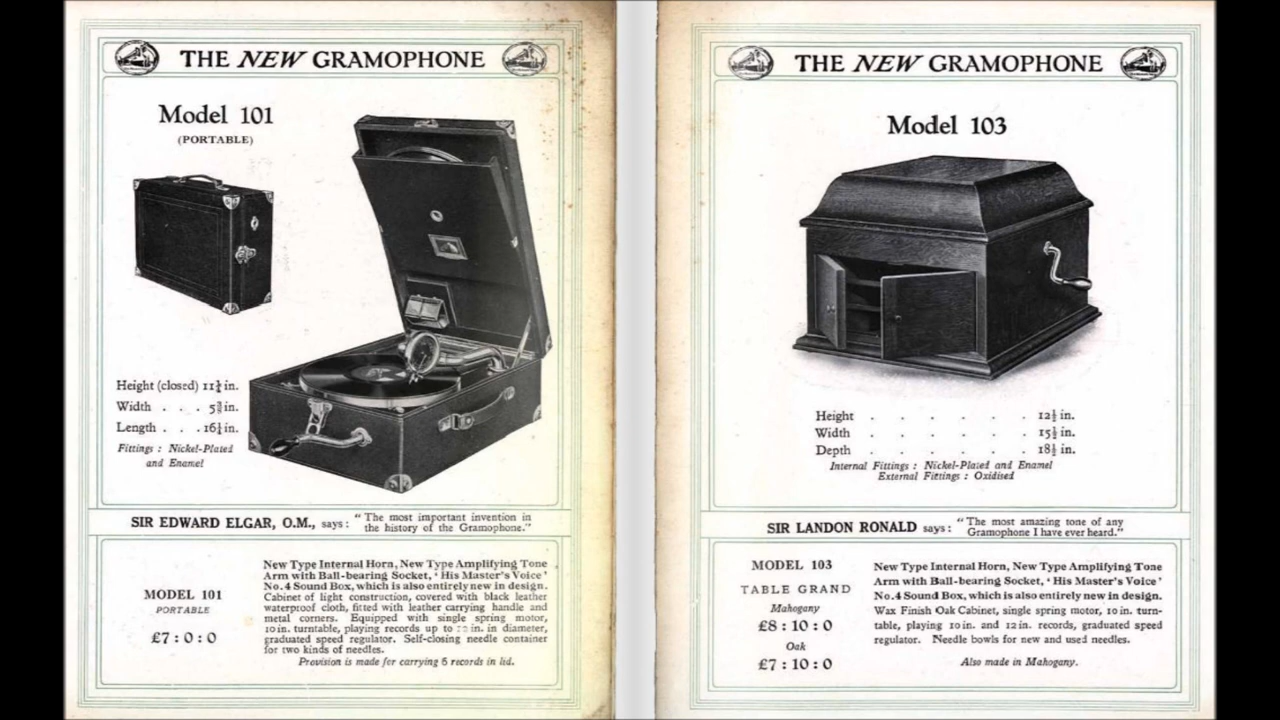 THE NEW GRAMOPHONE
Model 101
(PORTABLE)
Height (closed) 11¼ in.
Width . . . 5¾ in.
Length . . . 16¼ in.
Fittings : Nickel-Plated
and Enamel
SIR EDWARD ELGAR, O.M., says: "The most important invention in
the history of the Gramophone."
MODEL 101
PORTABLE
£7 : 0 : 0
New Type Internal Horn, New Type Amplifying Tone
Arm with Ball-bearing Socket, 'His Master's Voice'
No. 4 Sound Box, which is also entirely new in design.
Cabinet of light construction, covered with black leather
waterproof cloth, fitted with leather carrying handle and
metal corners. Equipped with single spring motor,
10 in. turntable, playing records up to in. in diameter,
graduated speed regulator. Self-closing needle container
for two kinds of needles.
Provision is made for carrying 6 records in lid.
THE NEW GRAMOPHONE
Model 103
Height . . . . . . 12½ in.
Width . . . . . . 15½ in.
Depth . . . . . . 18½ in.
Internal Fittings : Nickel-Plated and Enamel
External Fittings : Oxidised
SIR LANDON RONALD says: "The most amazing tone of any
Gramophone I have ever heard."
MODEL 103
TABLE GRAND
Mahogany
£8 : 10 : 0
Oak
£7 : 10 : 0
New Type Internal Horn, New Type Amplifying Tone
Arm with Ball-bearing Socket, 'His Master's Voice'
No. 4 Sound Box, which is also entirely new in design.
Wax Finish Oak Cabinet, single spring motor, 10 in. turn-
table, playing 10 in. and 12 in. records, graduated speed
regulator. Needle bowls for new and used needles.
Also made in Mahogany.